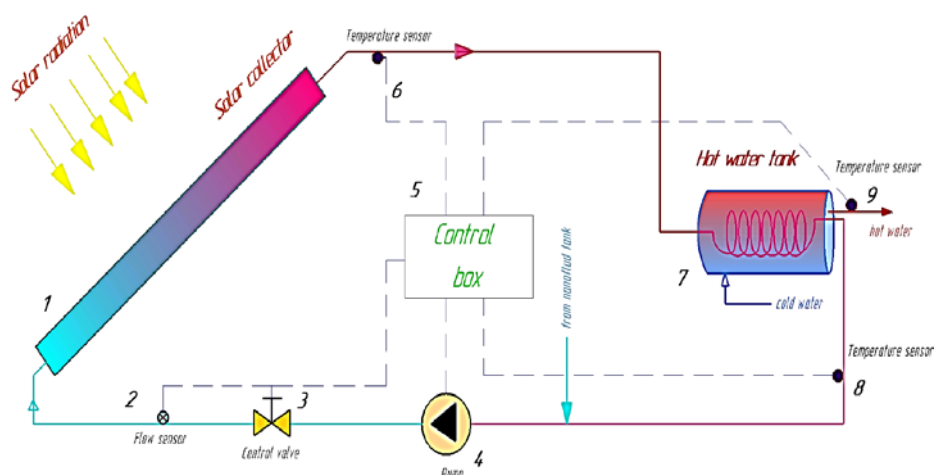 Solar radiation
Solar collector
Temperature sensor
6
5
Control
box
Hot water tank
Temperature sensor
9
hot water
7
cold water
from nanofluid tank
1
Temperature sensor
8
2
3
Flow sensor
Control valve
4
Pump